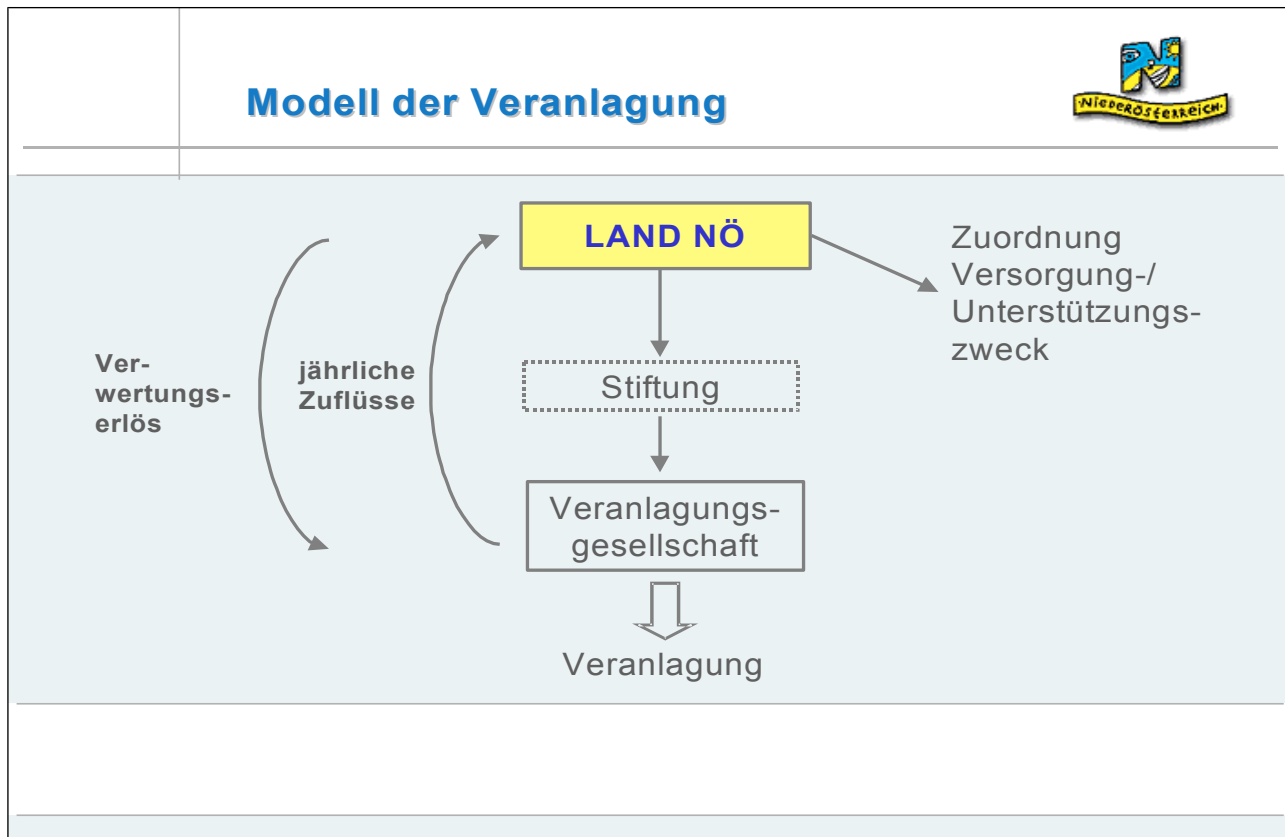 Modell der Veranlagung
NIEDERÖSTERREICH
LAND NÖ
Zuordnung
Versorgung-/
Unterstützungs-
zweck
Ver-
wertungs-
erlös
jährliche
Zuflüsse
Stiftung
Veranlagungs-
gesellschaft
Veranlagung